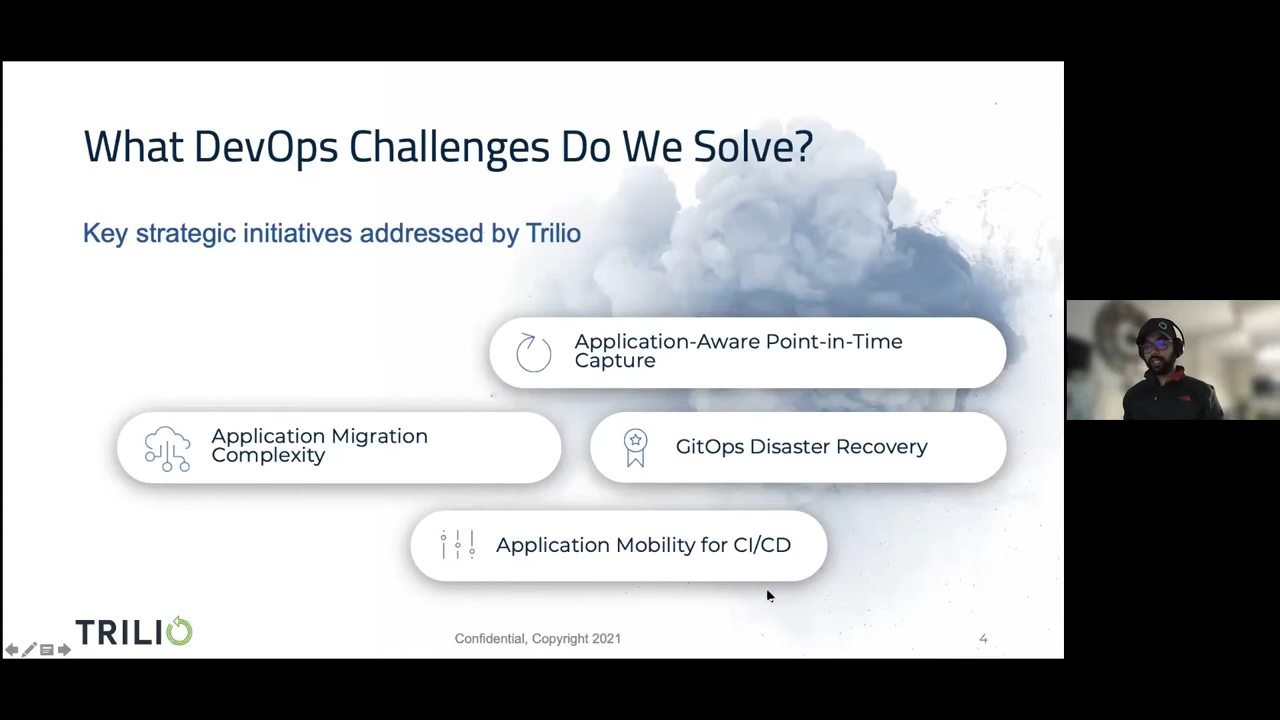 What DevOps Challenges Do We Solve?
Key strategic initiatives addressed by Trilio
Application-Aware Point-in-Time
Capture
Application Migration
Complexity
GitOps Disaster Recovery
Application Mobility for CI/CD
TRILIO
Confidential, Copyright 2021
4